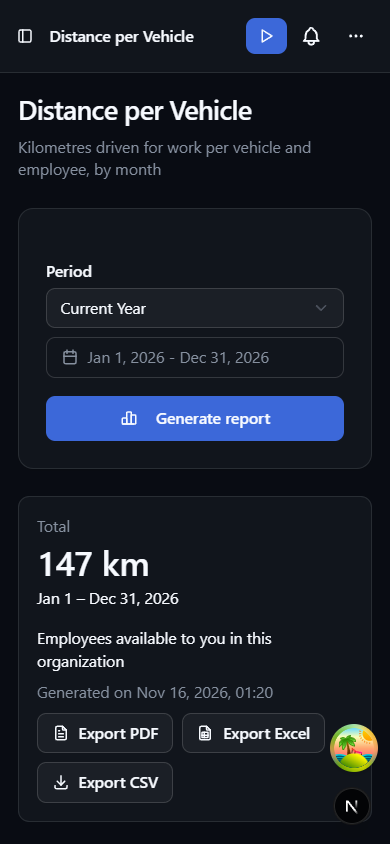 Distance per Vehicle
Distance per Vehicle
Kilometres driven for work per vehicle and
employee, by month
Period
Current Year
Jan 1, 2026 - Dec 31, 2026
Generate report
Total
147 km
Jan 1 – Dec 31, 2026
Employees available to you in this
organization
Generated on Nov 16, 2026, 01:20
Export PDF
Export Excel
Export CSV
N